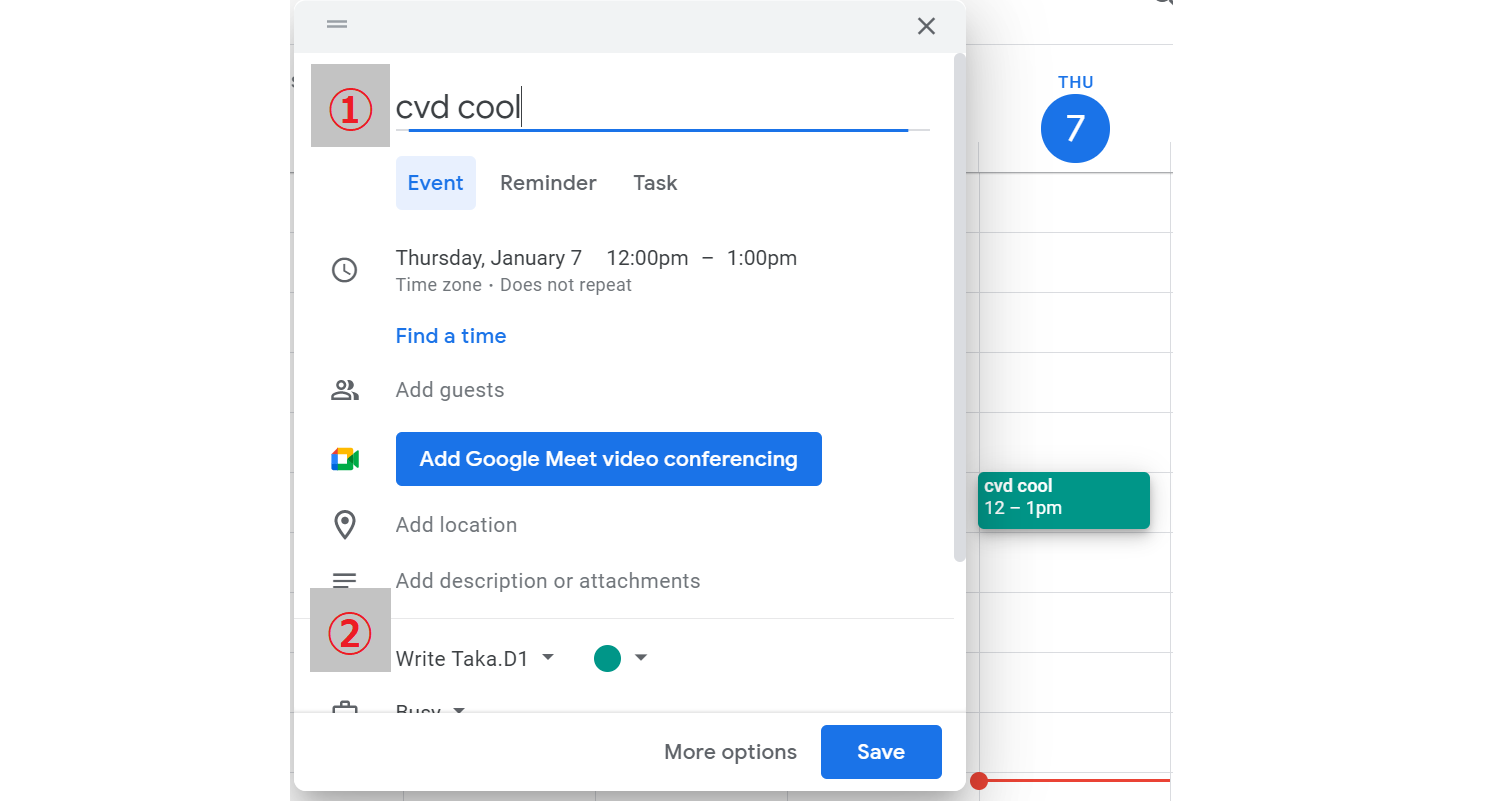 ① cvd cool
Event Reminder Task
Thursday, January 7 12:00pm – 1:00pm
Time zone · Does not repeat
Find a time
Add guests
Add Google Meet video conferencing
Add location
Add description or attachments
②
Write Taka.D1
Busy
More options Save
THU
7
cvd cool
12 – 1pm